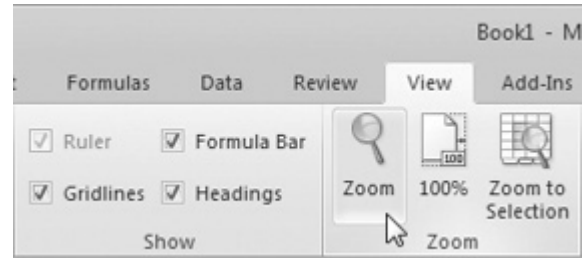 Book1 - M
Formulas Data Review View Add-Ins
Ruler Formula Bar
Gridlines Headings
Show
Zoom 100% Zoom to Selection
100
Zoom